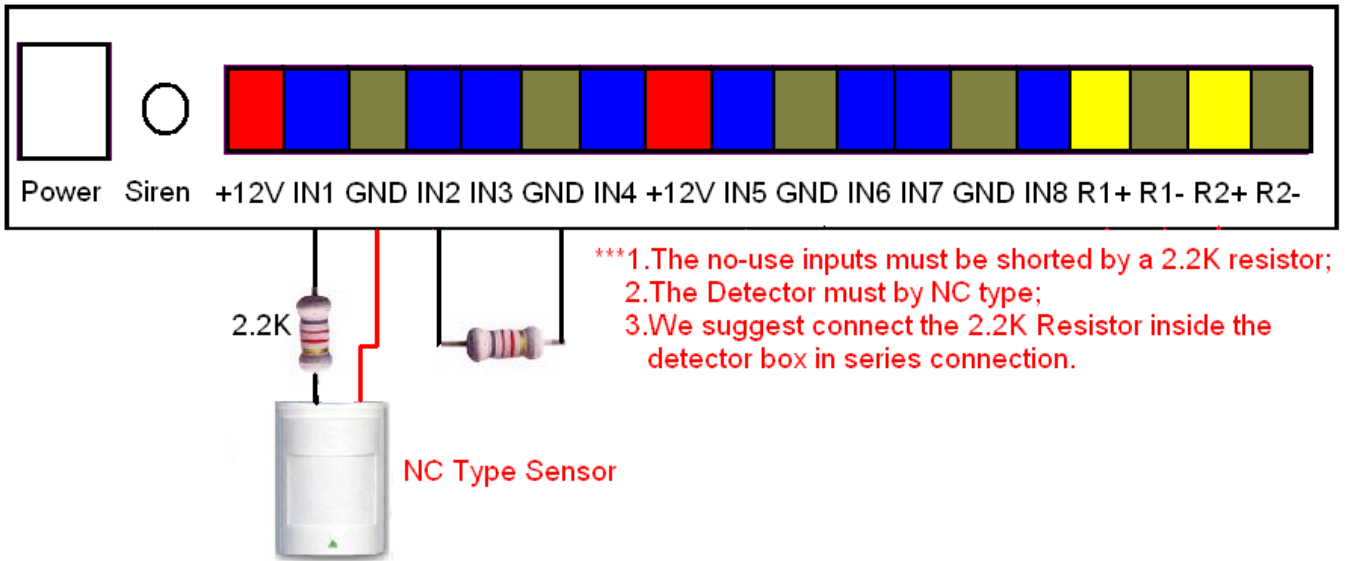 Power Siren +12V IN1 GND IN2 IN3 GND IN4 +12V IN5 GND IN6 IN7 GND IN8 R1+ R1- R2+ R2-
***1.The no-use inputs must be shorted by a 2.2K resistor;
2.The Detector must by NC type;
3.We suggest connect the 2.2K Resistor inside the
detector box in series connection.
2.2K
NC Type Sensor